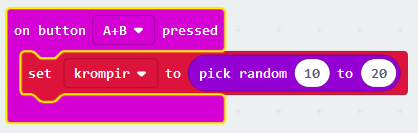 on button A+B pressed
set krompir to pick random 10 to 20